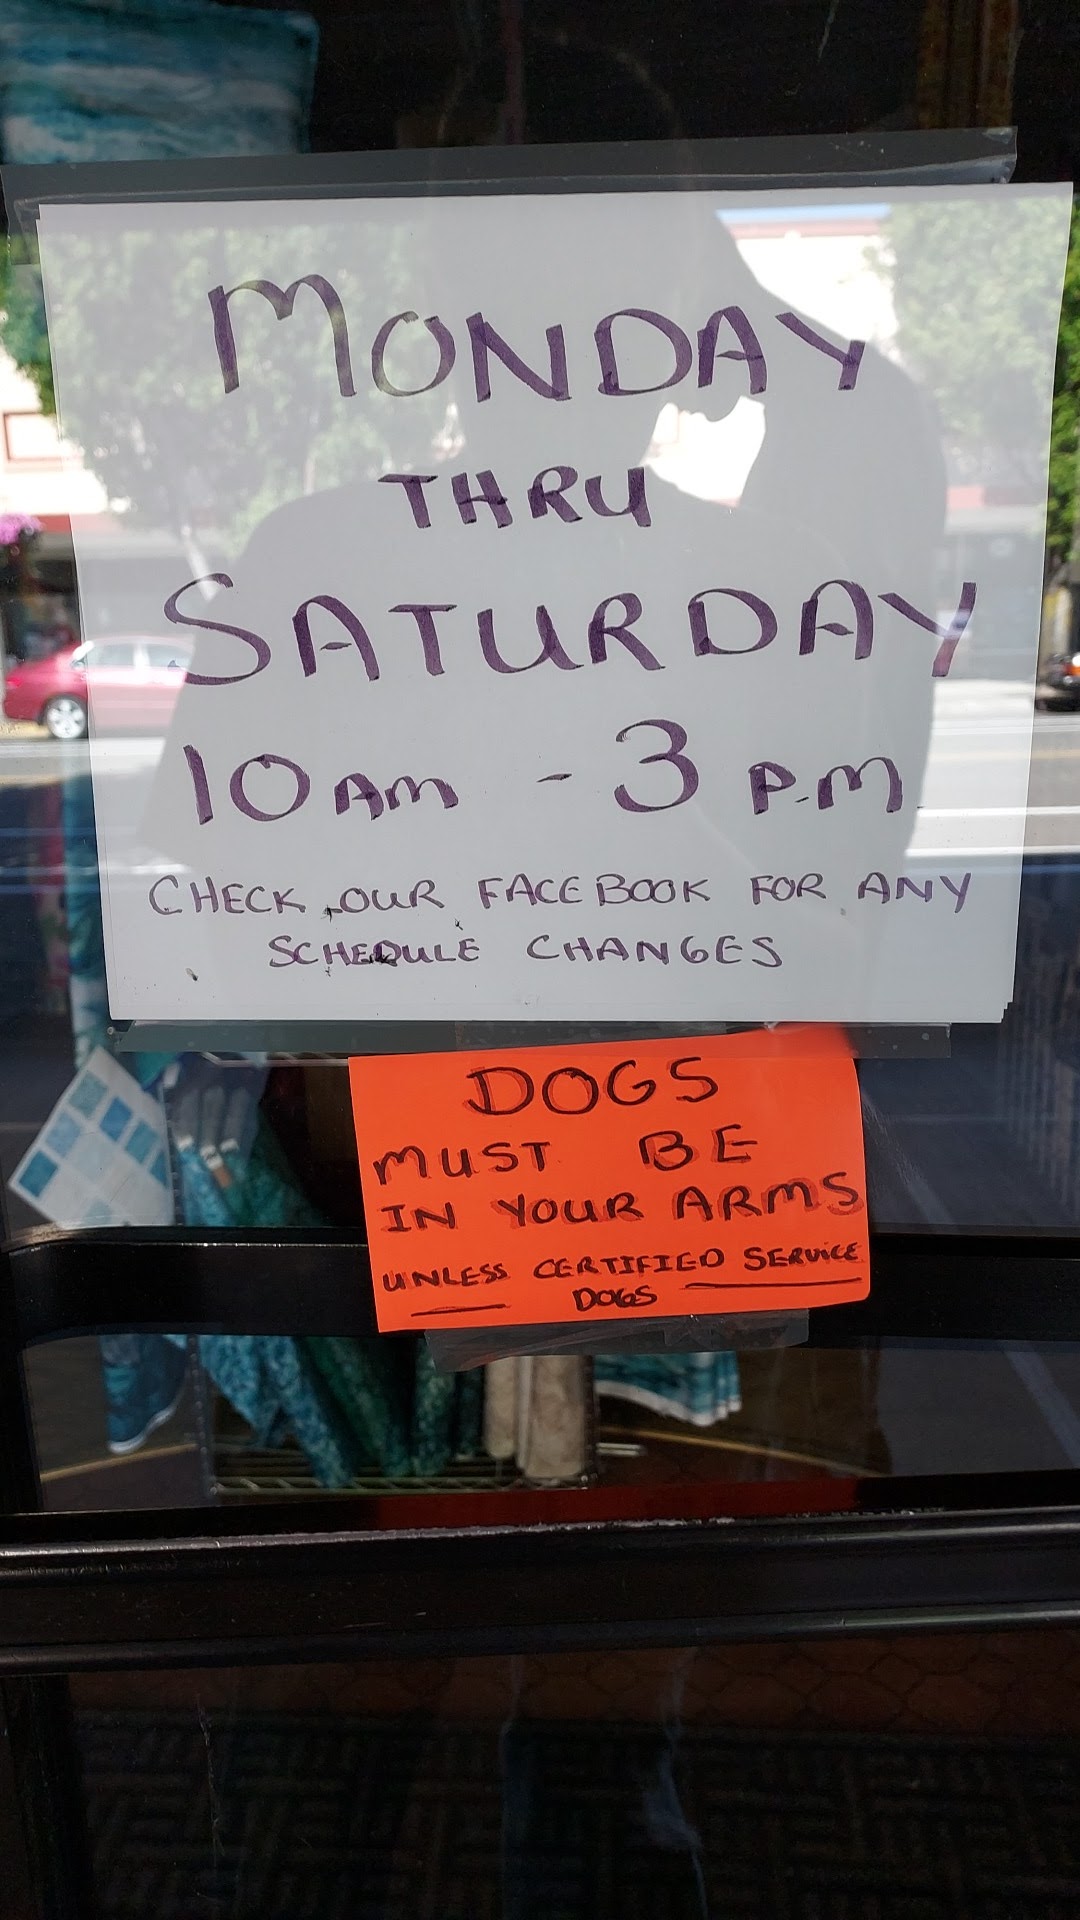 MONDAY
THRU
SATURDAY
10 AM - 3 P.M.
CHECK OUR FACEBOOK FOR ANY
SCHEDULE CHANGES
DOGS
MUST BE
IN YOUR ARMS
UNLESS CERTIFIED SERVICE
DOGS